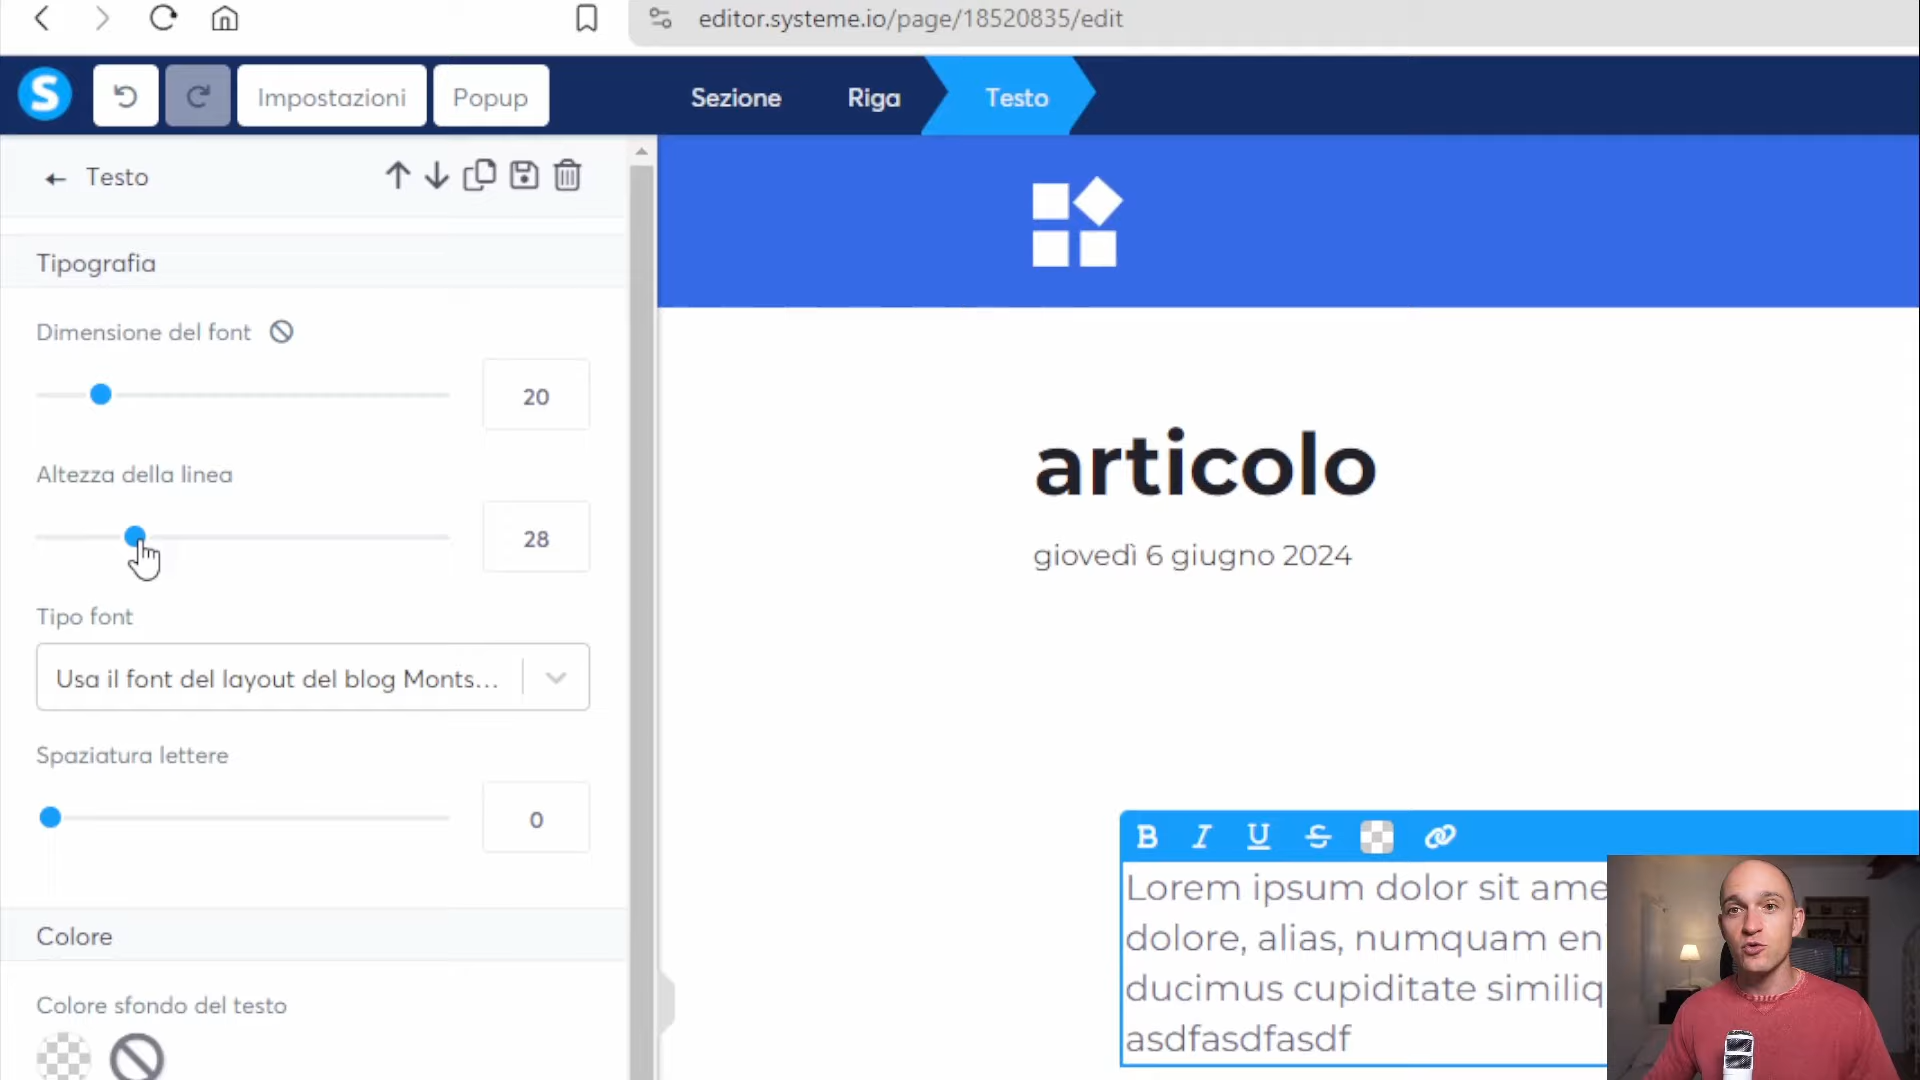 editor.systeme.io/page/18520835/edit
S
Impostazioni
Popup
Sezione
Riga
Testo
Testo
Tipografia
Dimensione del font
20
Altezza della linea
28
Tipo font
Usa il font del layout del blog Monts...
Spaziatura lettere
0
Colore
Colore sfondo del testo
articolo
giovedì 6 giugno 2024
B I U S
Lorem ipsum dolor sit ame
dolore, alias, numquam en
ducimus cupiditate similiq
asdfasdfasdf